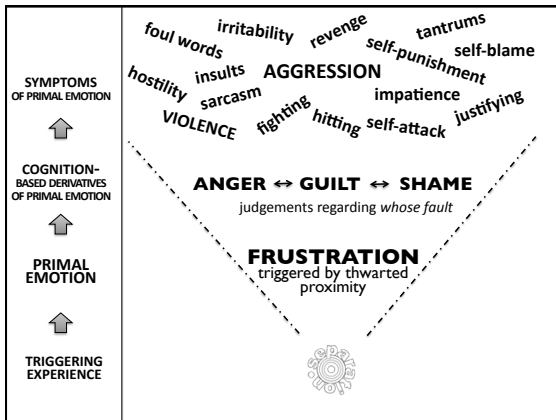 SYMPTOMS
OF PRIMAL EMOTION
COGNITION-
BASED DERIVATIVES
OF PRIMAL EMOTION
PRIMAL
EMOTION
TRIGGERING
EXPERIENCE
foul words
irritability
revenge
tantrums
self-punishment
self-blame
hostility
insults
AGGRESSION
sarcasm
impatience
justifying
VIOLENCE
fighting
hitting
self-attack
ANGER ↔ GUILT ↔ SHAME
judgements regarding whose fault
FRUSTRATION
triggered by thwarted
proximity
separation